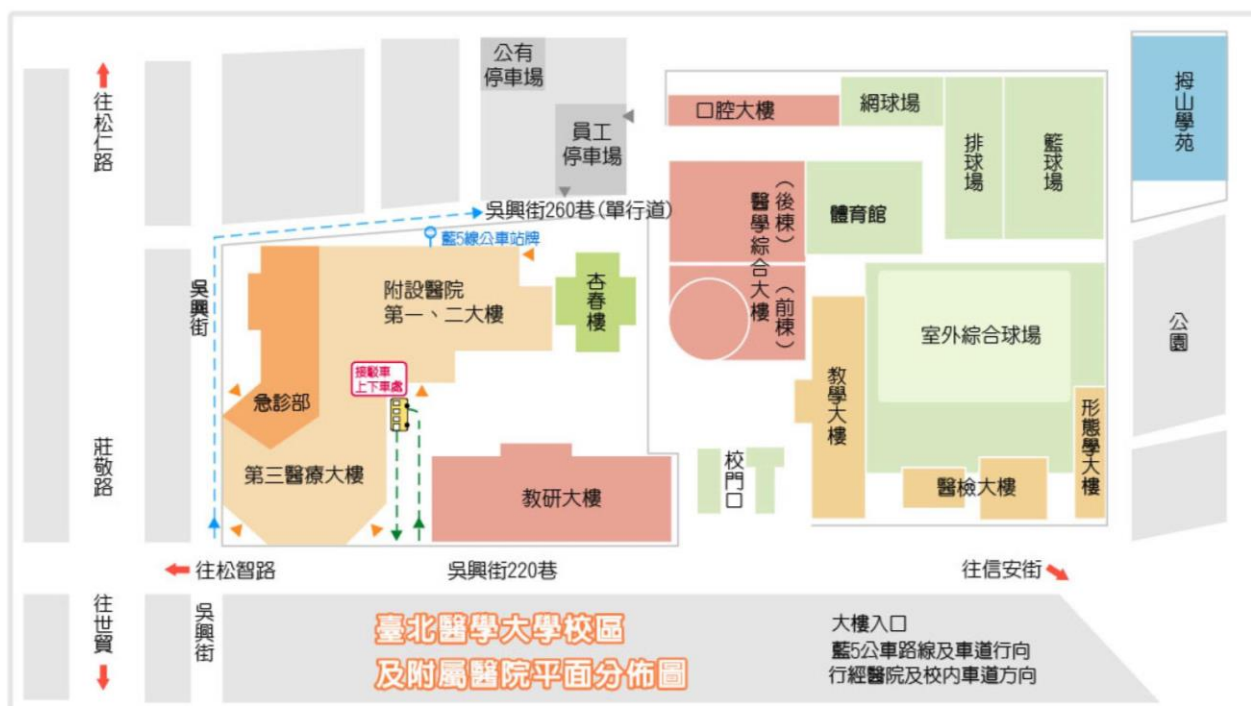 公有
停車場
員工
停車場
口腔大樓
網球場
排球場
籃球場
拇山學苑
往松仁路
吳興街260巷(單行道)
藍5線公車站牌
醫學綜合大樓
（後棟）
（前棟）
體育館
吳興街
附設醫院
第一、二大樓
杏春樓
室外綜合球場
公園
接駁車
上下車處
急診部
教學大樓
形態學大樓
莊敬路
第三醫療大樓
教研大樓
校門口
醫檢大樓
往松智路
吳興街220巷
往信安街
往世貿
吳興街
臺北醫學大學校區
及附屬醫院平面分佈圖
大樓入口
藍5公車路線及車道行向
行經醫院及校內車道方向